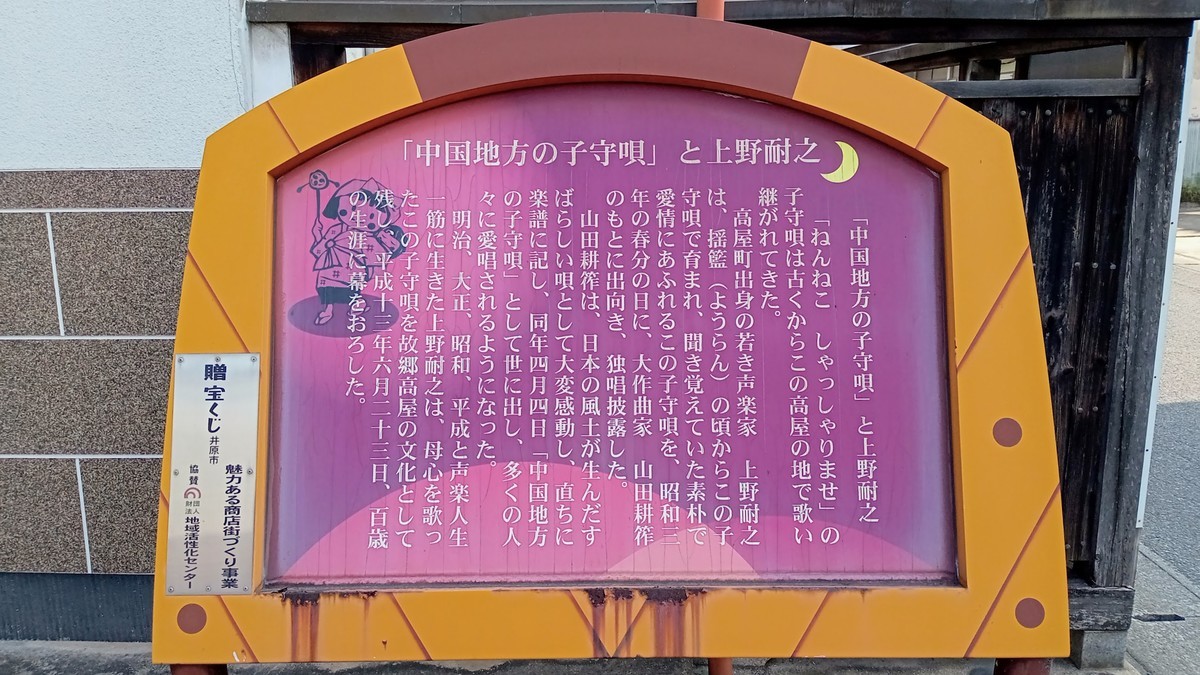 「中国地方の子守唄」と上野耐之
「中国地方の子守唄」と上野耐之
「ねんねこ しゃっしゃりませ」の
子守唄は古くからこの高屋の地で歌い
継がれてきた。
高屋町出身の若き声楽家 上野耐之
は、揺籃(ようらん)の頃からこの子
守唄で育まれ、聞き覚えていた素朴で
愛情にあふれるこの子守唄を、昭和三
年の春分の日に、大作曲家 山田耕筰
のもとに出向き、独唱披露した。
山田耕筰は、日本の風土が生んだす
ばらしい唄として大変感動し、直ちに
楽譜に記し、同年四月四日「中国地方
の子守唄」として世に出し、多くの人
々に愛唱されるようになった。
明治、大正、昭和、平成と声楽人生
一筋に生きた上野耐之は、母心を歌っ
たこの子守唄を故郷高屋の文化として
残し、平成十三年六月二十三日、百歳
の生涯に幕をおろした。
贈 宝くじ 井原市
魅力ある商店街づくり事業
協賛 財団法人 地域活性化センター